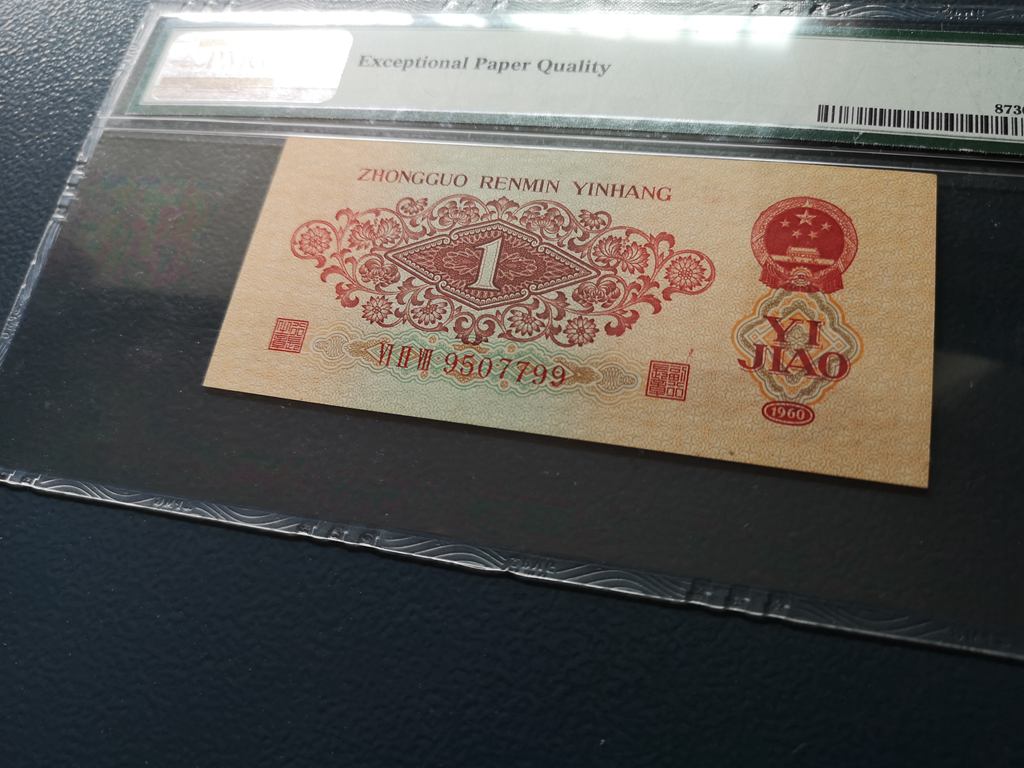 Exceptional Paper Quality
ZHONGGUO RENMIN YINHANG
1
YI
JIAO
VI II VIII 9507799
1960